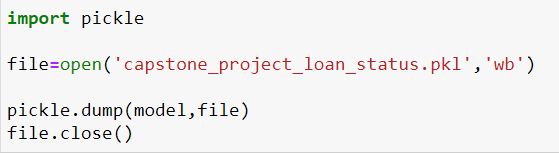 import pickle
file=open('capstone_project_loan_status.pkl','wb')
pickle.dump(model,file)
file.close()